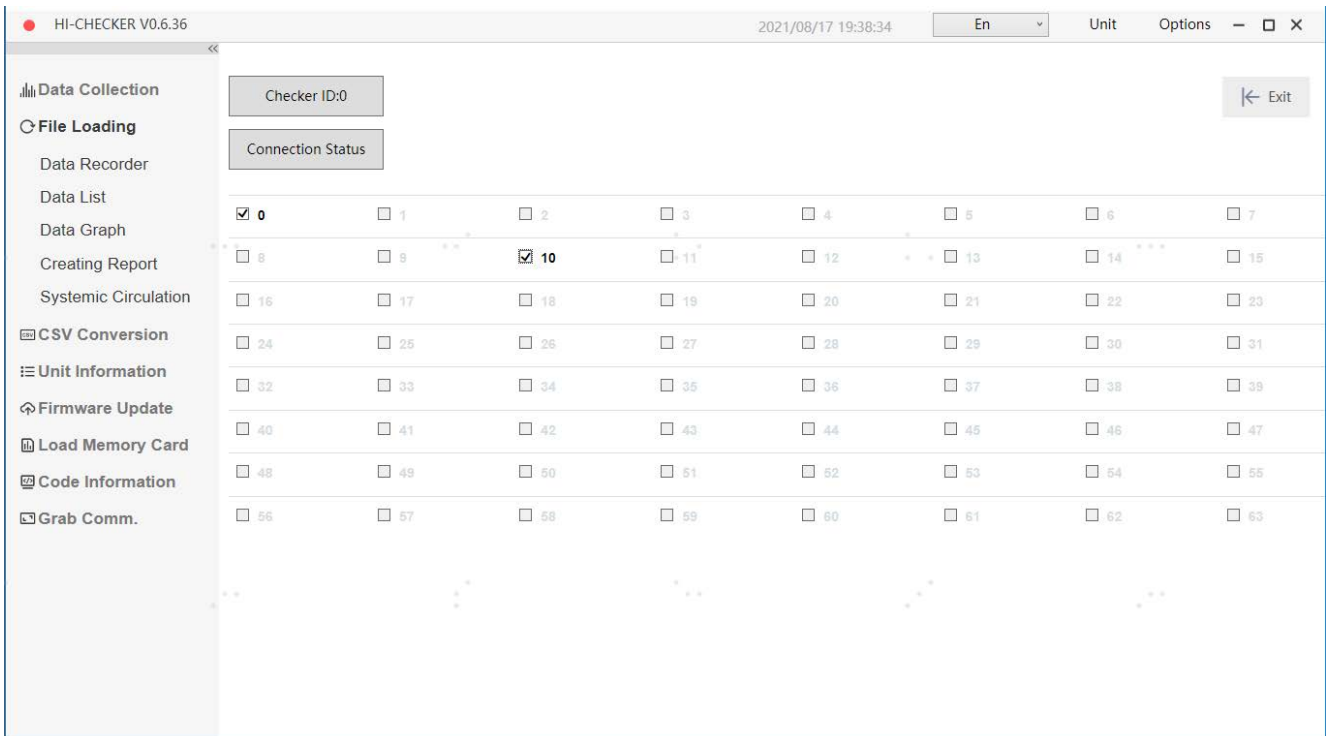 HI-CHECKER V0.6.36 2021/08/17 19:38:34 En Unit Options
Data Collection
File Loading
Data Recorder
Data List
Data Graph
Creating Report
Systemic Circulation
CSV CSV Conversion
Unit Information
Firmware Update
Load Memory Card
Code Information
Grab Comm.
Checker ID:0
Exit
Connection Status
0 1 2 3 4 5 6 7
8 9 10 11 12 13 14 15
16 17 18 19 20 21 22 23
24 25 26 27 28 29 30 31
32 33 34 35 36 37 38 39
40 41 42 43 44 45 46 47
48 49 50 51 52 53 54 55
56 57 58 59 60 61 62 63